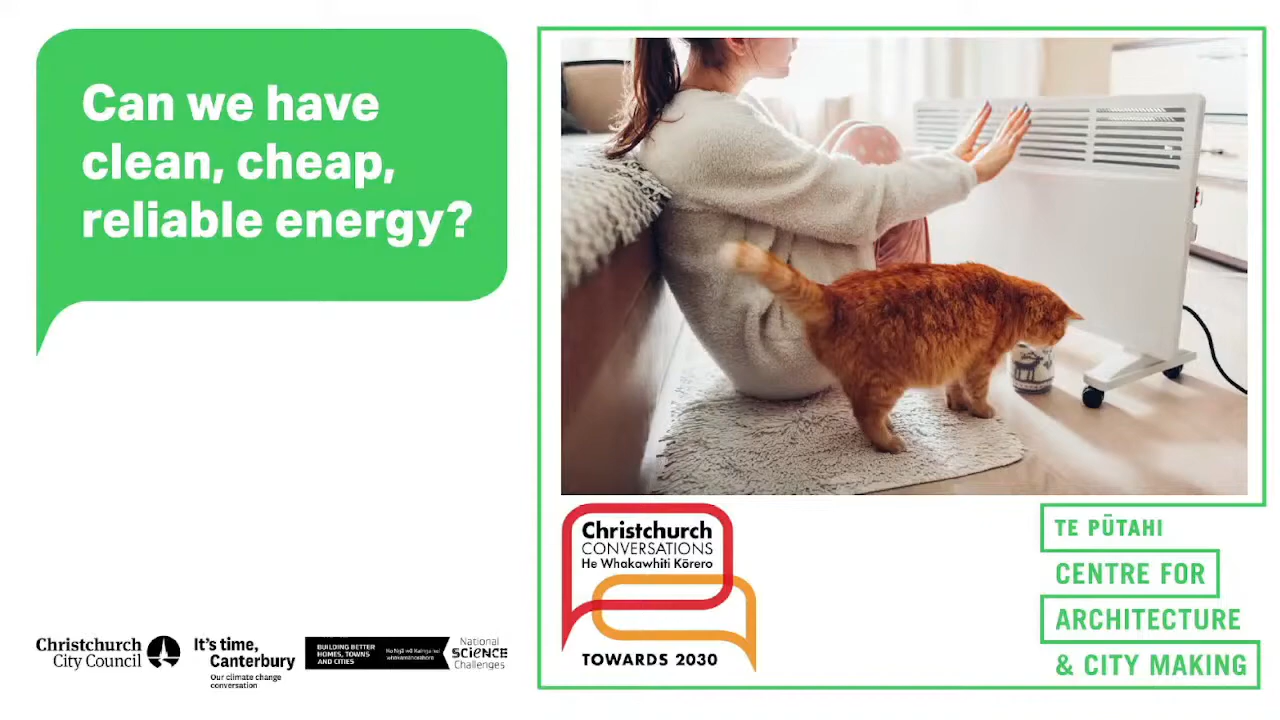 Can we have
clean, cheap,
reliable energy?
Christchurch
CONVERSATIONS
He Whakawhiti Kōrero
TOWARDS 2030
TE PŪTAHI
CENTRE FOR
ARCHITECTURE
& CITY MAKING
Christchurch
City Council
It's time,
Canterbury
Our climate change
conversation
BUILDING BETTER
HOMES, TOWNS
AND CITIES
National
SCIENCE
Challenges